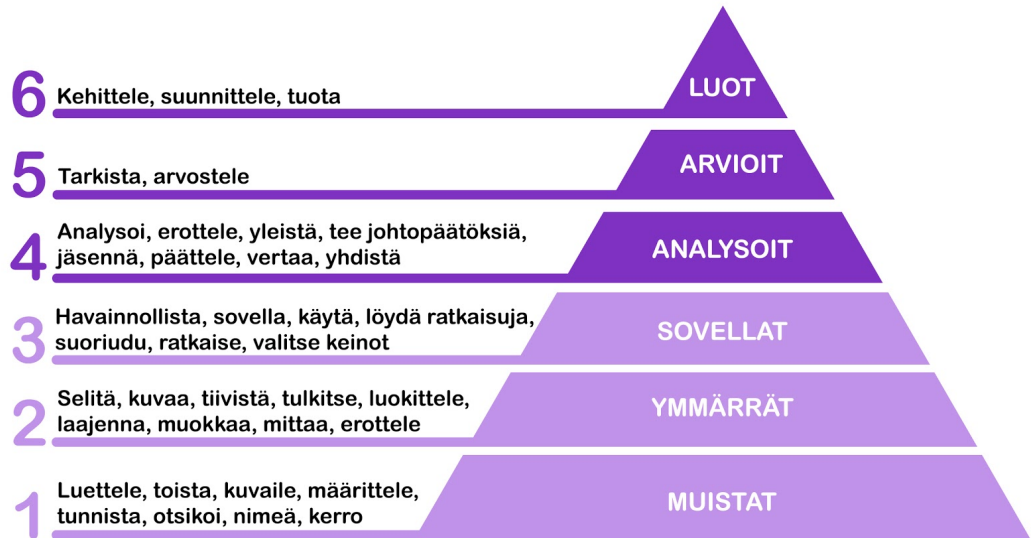 6
Kehittele, suunnittele, tuota
LUOT
5
Tarkista, arvostele
ARVIOIT
4
Analysoi, erottele, yleistä, tee johtopäätöksiä,
jäsennä, päättele, vertaa, yhdistä
ANALYSOIT
3
Havainnollista, sovella, käytä, löydä ratkaisuja,
suoriudu, ratkaise, valitse keinot
SOVELLAT
2
Selitä, kuvaa, tiivistä, tulkitse, luokittele,
laajenna, muokkaa, mittaa, erottele
YMMÄRRÄT
1
Luettele, toista, kuvaile, määrittele,
tunnista, otsikoi, nimeä, kerro
MUISTAT